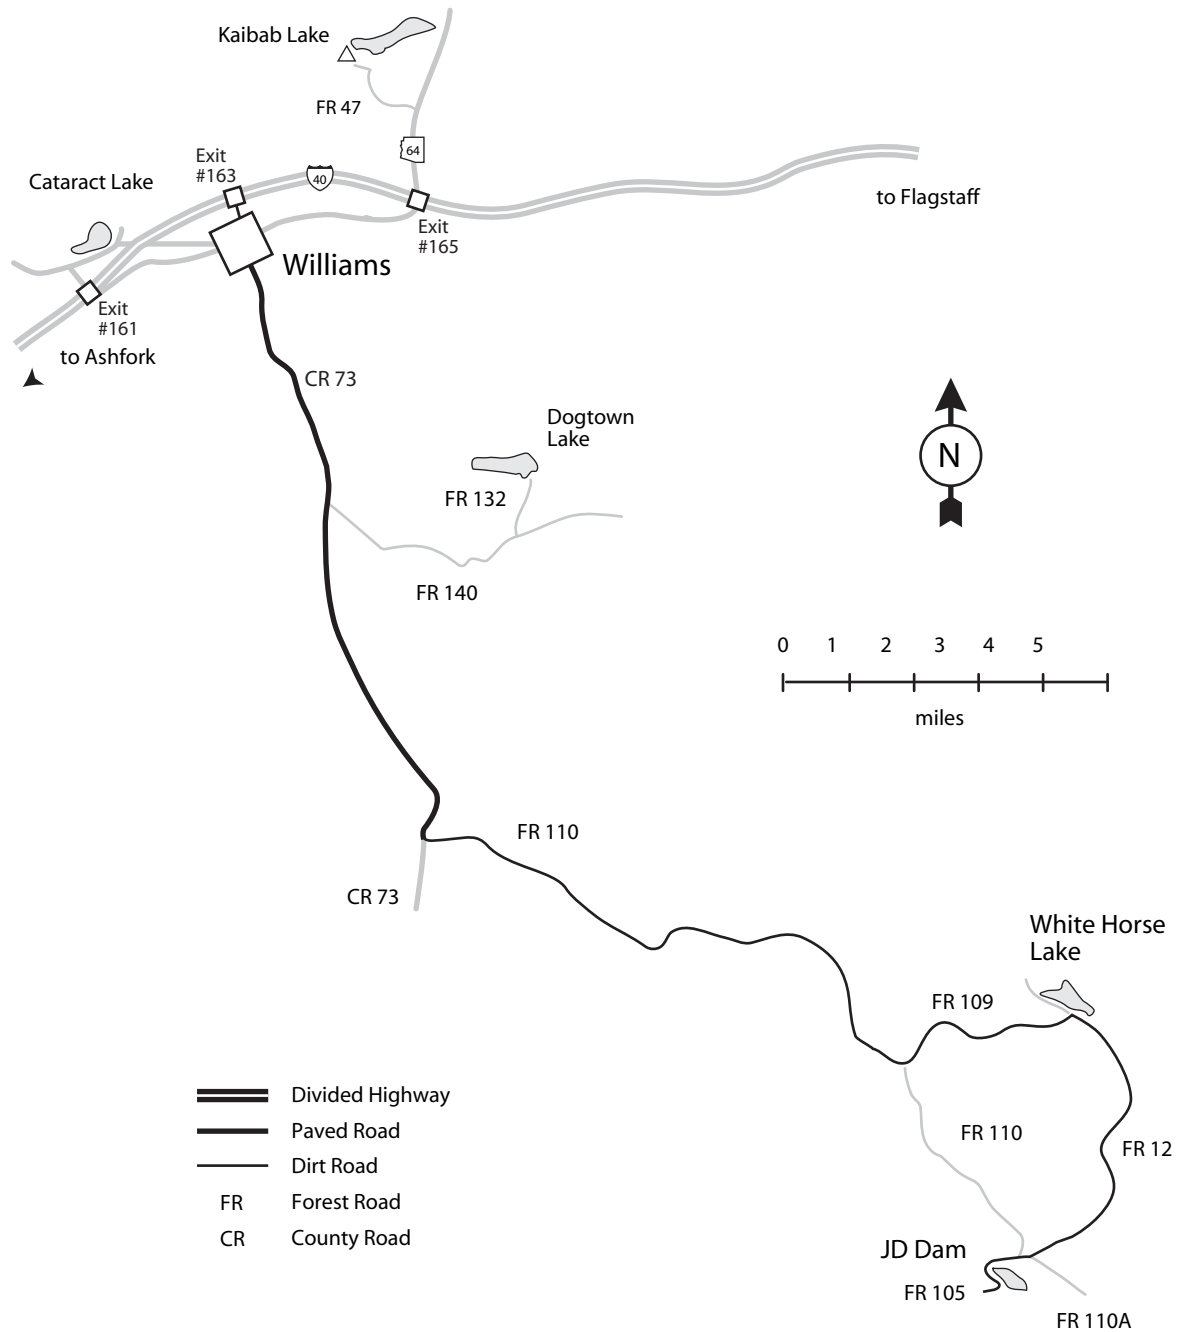 Kaibab Lake
FR 47
64
Exit
#163
40
Cataract Lake
to Flagstaff
Exit
#165
Williams
Exit
#161
to Ashfork
CR 73
Dogtown
Lake
FR 132
N
FR 140
0 1 2 3 4 5
miles
FR 110
CR 73
White Horse
Lake
FR 109
Divided Highway
Paved Road
FR 110
FR 12
Dirt Road
FR Forest Road
CR County Road
JD Dam
FR 105
FR 110A